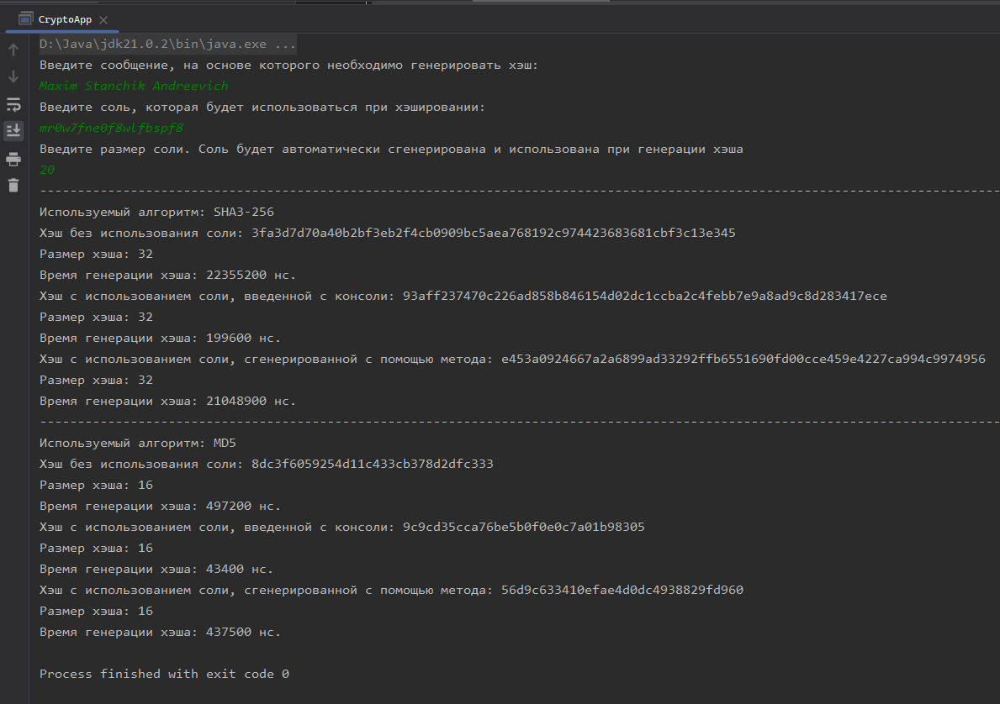 CryptoApp
D:\Java\jdk21.0.2\bin\java.exe ...
Введите сообщение, на основе которого необходимо генерировать хэш:
Maxim Stanchik Andreevich
Введите соль, которая будет использоваться при хэшировании:
mr0w7fne0f8wlfbspf8
Введите размер соли. Соль будет автоматически сгенерирована и использована при генерации хэша
20
-------------------------------------------------------------------------------------------------------------------------------
Используемый алгоритм: SHA3-256
Хэш без использования соли: 3fa3d7d70a40b2bf3eb2f4cb0909bc5aea768192c974423683681cbf3c13e345
Размер хэша: 32
Время генерации хэша: 22355200 нс.
Хэш с использованием соли, введенной с консоли: 93aff237470c226ad858b846154d02dc1ccba2c4febb7e9a8ad9c8d283417ece
Размер хэша: 32
Время генерации хэша: 199600 нс.
Хэш с использованием соли, сгенерированной с помощью метода: e453a0924667a2a6899ad33292ffb6551690fd00cce459e4227ca994c9974956
Размер хэша: 32
Время генерации хэша: 21048900 нс.
-------------------------------------------------------------------------------------------------------------------------------
Используемый алгоритм: MD5
Хэш без использования соли: 8dc3f6059254d11c433cb378d2dfc333
Размер хэша: 16
Время генерации хэша: 497200 нс.
Хэш с использованием соли, введенной с консоли: 9c9cd35cca76be5b0f0e0c7a01b98305
Размер хэша: 16
Время генерации хэша: 43400 нс.
Хэш с использованием соли, сгенерированной с помощью метода: 56d9c633410efae4d0dc4938829fd960
Размер хэша: 16
Время генерации хэша: 437500 нс.
Process finished with exit code 0